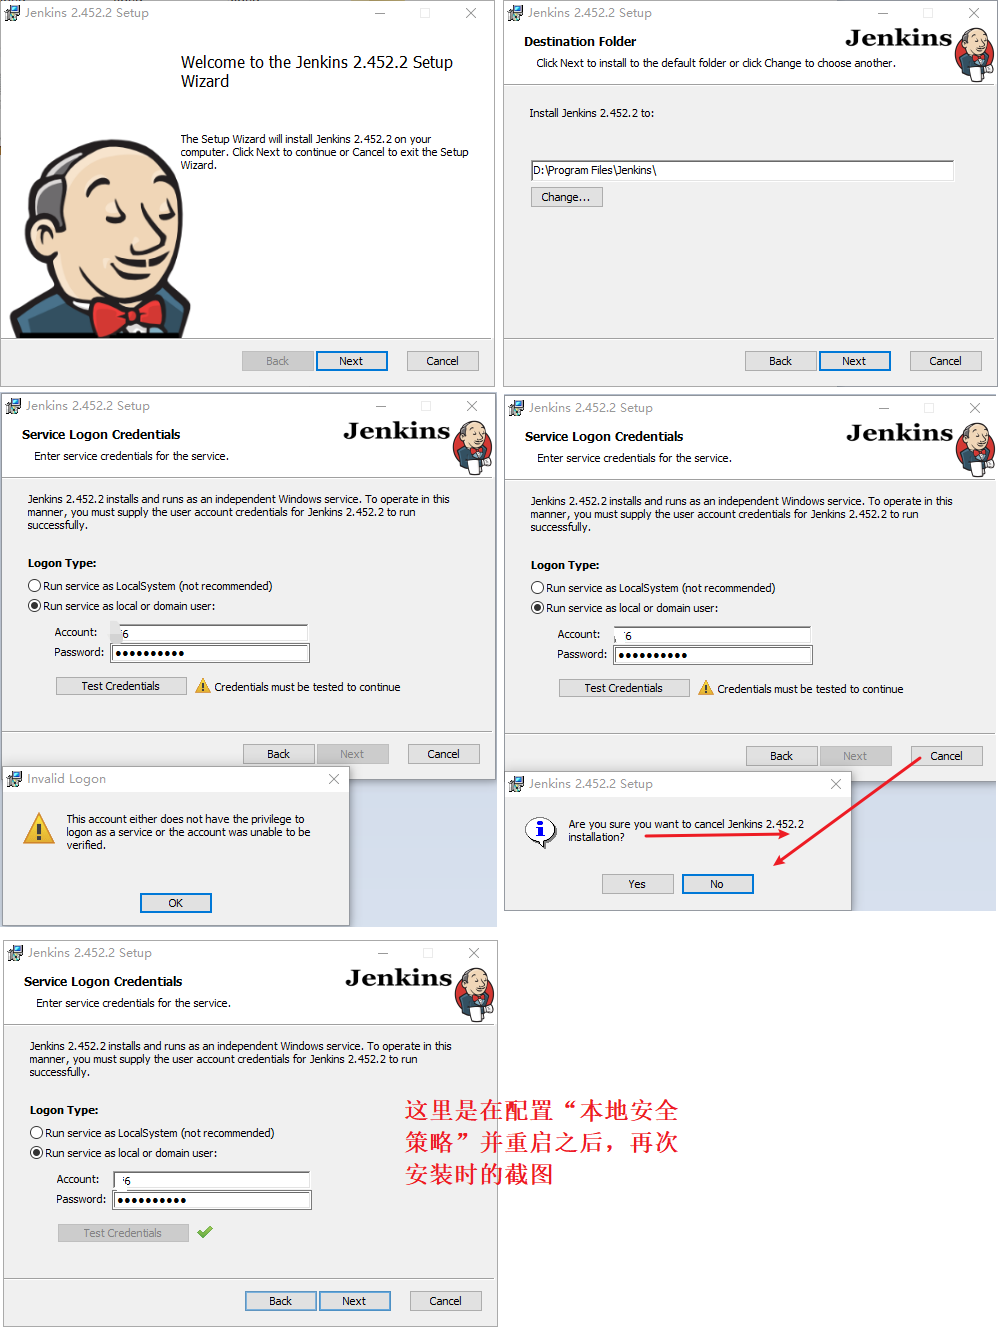 Jenkins 2.452.2 Setup
Welcome to the Jenkins 2.452.2 Setup
Wizard
The Setup Wizard will install Jenkins 2.452.2 on your
computer. Click Next to continue or Cancel to exit the Setup
Wizard.
Back
Next
Cancel
Jenkins 2.452.2 Setup
Destination Folder
Jenkins
Click Next to install to the default folder or click Change to choose another.
Install Jenkins 2.452.2 to:
D:\Program Files\Jenkins\
Change...
Back
Next
Cancel
Jenkins 2.452.2 Setup
Service Logon Credentials
Jenkins
Enter service credentials for the service.
Jenkins 2.452.2 installs and runs as an independent Windows service. To operate in this
manner, you must supply the user account credentials for Jenkins 2.452.2 to run
successfully.
Logon Type:
Run service as LocalSystem (not recommended)
Run service as local or domain user:
Account:
6
Password:
Test Credentials
Credentials must be tested to continue
Back
Next
Cancel
Invalid Logon
This account either does not have the privilege to
logon as a service or the account was unable to be
verified.
OK
Jenkins 2.452.2 Setup
Service Logon Credentials
Jenkins
Enter service credentials for the service.
Jenkins 2.452.2 installs and runs as an independent Windows service. To operate in this
manner, you must supply the user account credentials for Jenkins 2.452.2 to run
successfully.
Logon Type:
Run service as LocalSystem (not recommended)
Run service as local or domain user:
Account:
6
Password:
Test Credentials
Credentials must be tested to continue
Back
Next
Cancel
Jenkins 2.452.2 Setup
Are you sure you want to cancel Jenkins 2.452.2
installation?
Yes
No
Jenkins 2.452.2 Setup
Service Logon Credentials
Jenkins
Enter service credentials for the service.
Jenkins 2.452.2 installs and runs as an independent Windows service. To operate in this
manner, you must supply the user account credentials for Jenkins 2.452.2 to run
successfully.
Logon Type:
Run service as LocalSystem (not recommended)
Run service as local or domain user:
Account:
6
Password:
Test Credentials
Back
Next
Cancel
这里是在配置“本地安全
策略”并重启之后，再次
安装时的截图